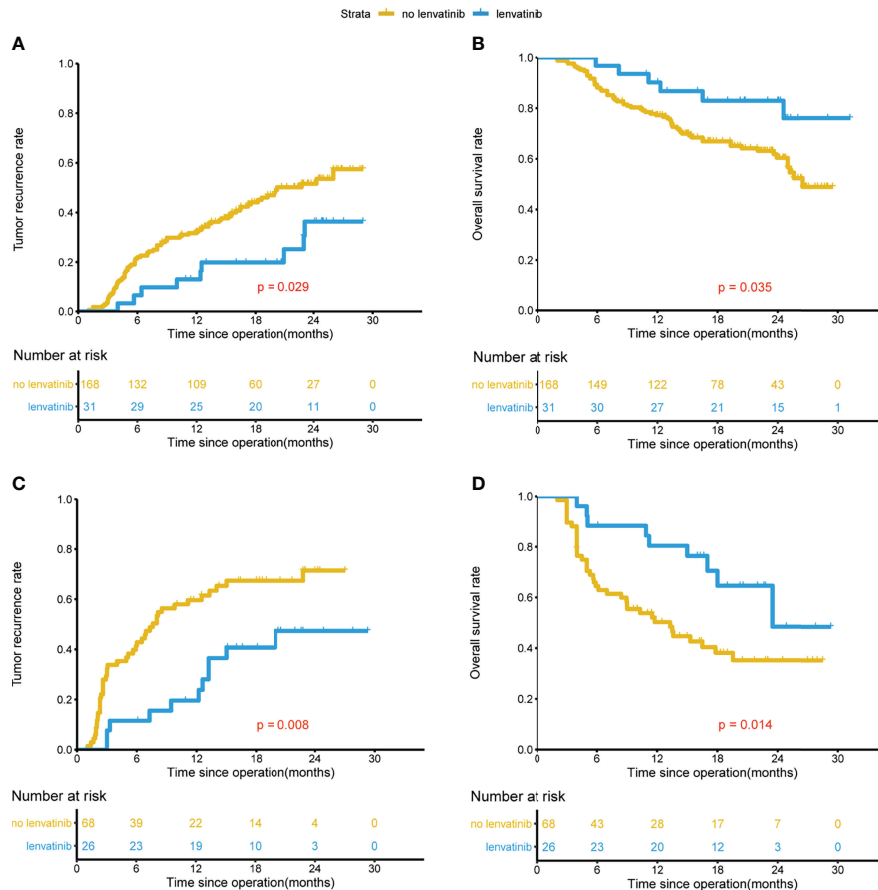 Strata no lenvatinib lenvatinib
A
Tumor recurrence rate
1.0
0.8
0.6
0.4
0.2
0.0
p = 0.029
0 6 12 18 24 30
Time since operation(months)
Number at risk
no lenvatinib 168 132 109 60 27 0
lenvatinib 31 29 25 20 11 0
0 6 12 18 24 30
Time since operation(months)
B
Overall survival rate
1.0
0.8
0.6
0.4
0.2
0.0
p = 0.035
0 6 12 18 24 30
Time since operation(months)
Number at risk
no lenvatinib 168 149 122 78 43 0
lenvatinib 31 30 27 21 15 1
0 6 12 18 24 30
Time since operation(months)
C
Tumor recurrence rate
1.0
0.8
0.6
0.4
0.2
0.0
p = 0.008
0 6 12 18 24 30
Time since operation(months)
Number at risk
no lenvatinib 68 39 22 14 4 0
lenvatinib 26 23 19 10 3 0
0 6 12 18 24 30
Time since operation(months)
D
Overall survival rate
1.0
0.8
0.6
0.4
0.2
0.0
p = 0.014
0 6 12 18 24 30
Time since operation(months)
Number at risk
no lenvatinib 68 43 28 17 7 0
lenvatinib 26 23 20 12 3 0
0 6 12 18 24 30
Time since operation(months)